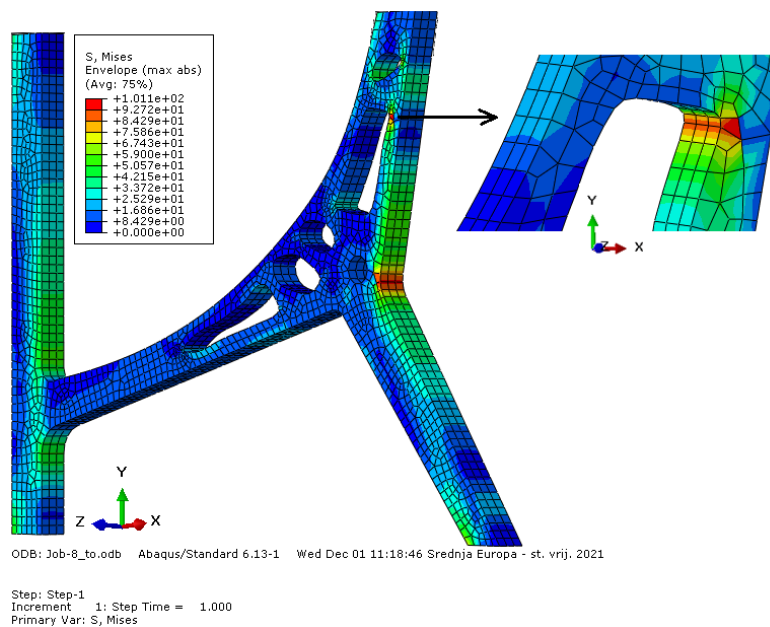 S, Mises
Envelope (max abs)
(Avg: 75%)
+1.011e+02
+9.272e+01
+8.429e+01
+7.586e+01
+6.743e+01
+5.900e+01
+5.057e+01
+4.215e+01
+3.372e+01
+2.529e+01
+1.686e+01
+8.429e+00
+0.000e+00
Y
Z X
Y
Z X
ODB: Job-8_to.odb Abaqus/Standard 6.13-1 Wed Dec 01 11:18:46 Srednja Europa - st. vrij. 2021
Step: Step-1
Increment 1: Step Time = 1.000
Primary Var: S, Mises